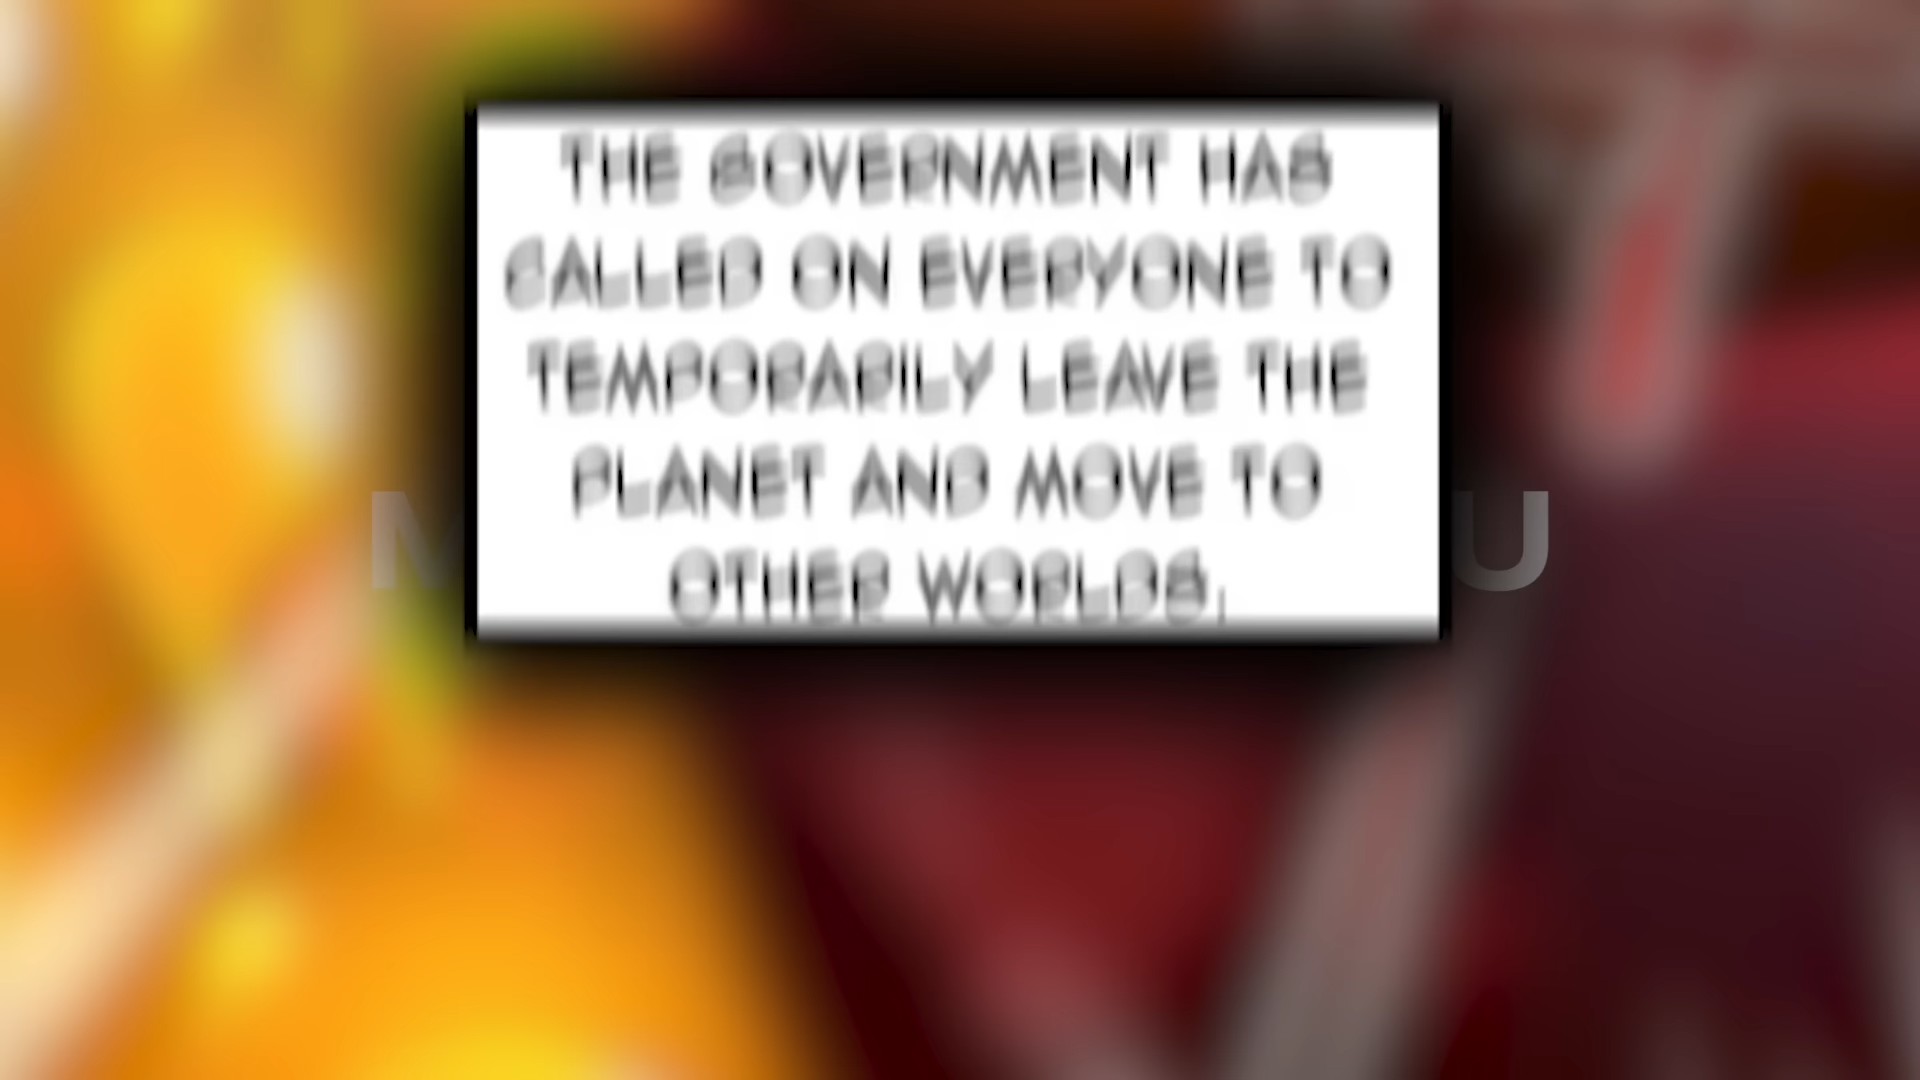 THE GOVERNMENT HAS
CALLED ON EVERYONE TO
TEMPORARILY LEAVE THE
PLANET AND MOVE TO
OTHER WORLDS,